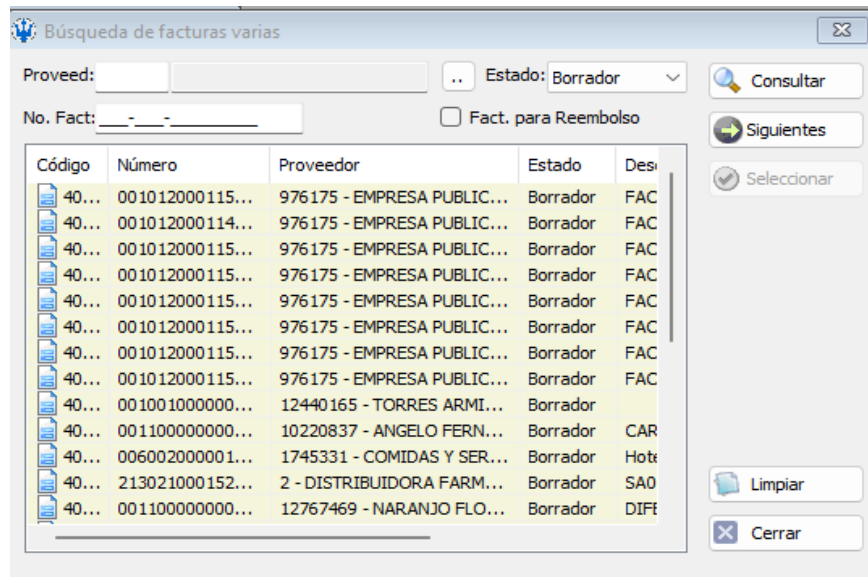 Búsqueda de facturas varias
Proveed: .. Estado: Borrador
No. Fact: ___-___-_________ Fact. para Reembolso
Consultar
Siguientes
Seleccionar
Código Número Proveedor Estado Des
40... 001012000115... 976175 - EMPRESA PUBLIC... Borrador FAC
40... 001012000114... 976175 - EMPRESA PUBLIC... Borrador FAC
40... 001012000115... 976175 - EMPRESA PUBLIC... Borrador FAC
40... 001012000115... 976175 - EMPRESA PUBLIC... Borrador FAC
40... 001012000115... 976175 - EMPRESA PUBLIC... Borrador FAC
40... 001012000115... 976175 - EMPRESA PUBLIC... Borrador FAC
40... 001012000115... 976175 - EMPRESA PUBLIC... Borrador FAC
40... 001012000115... 976175 - EMPRESA PUBLIC... Borrador FAC
40... 001001000000... 12440165 - TORRES ARMI... Borrador
40... 001100000000... 10220837 - ANGELO FERN... Borrador CAR
40... 006002000001... 1745331 - COMIDAS Y SER... Borrador Hote
40... 213021000152... 2 - DISTRIBUIDORA FARM... Borrador SA0
40... 001100000000... 12767469 - NARANJO FLO... Borrador DIFE
Limpiar
Cerrar